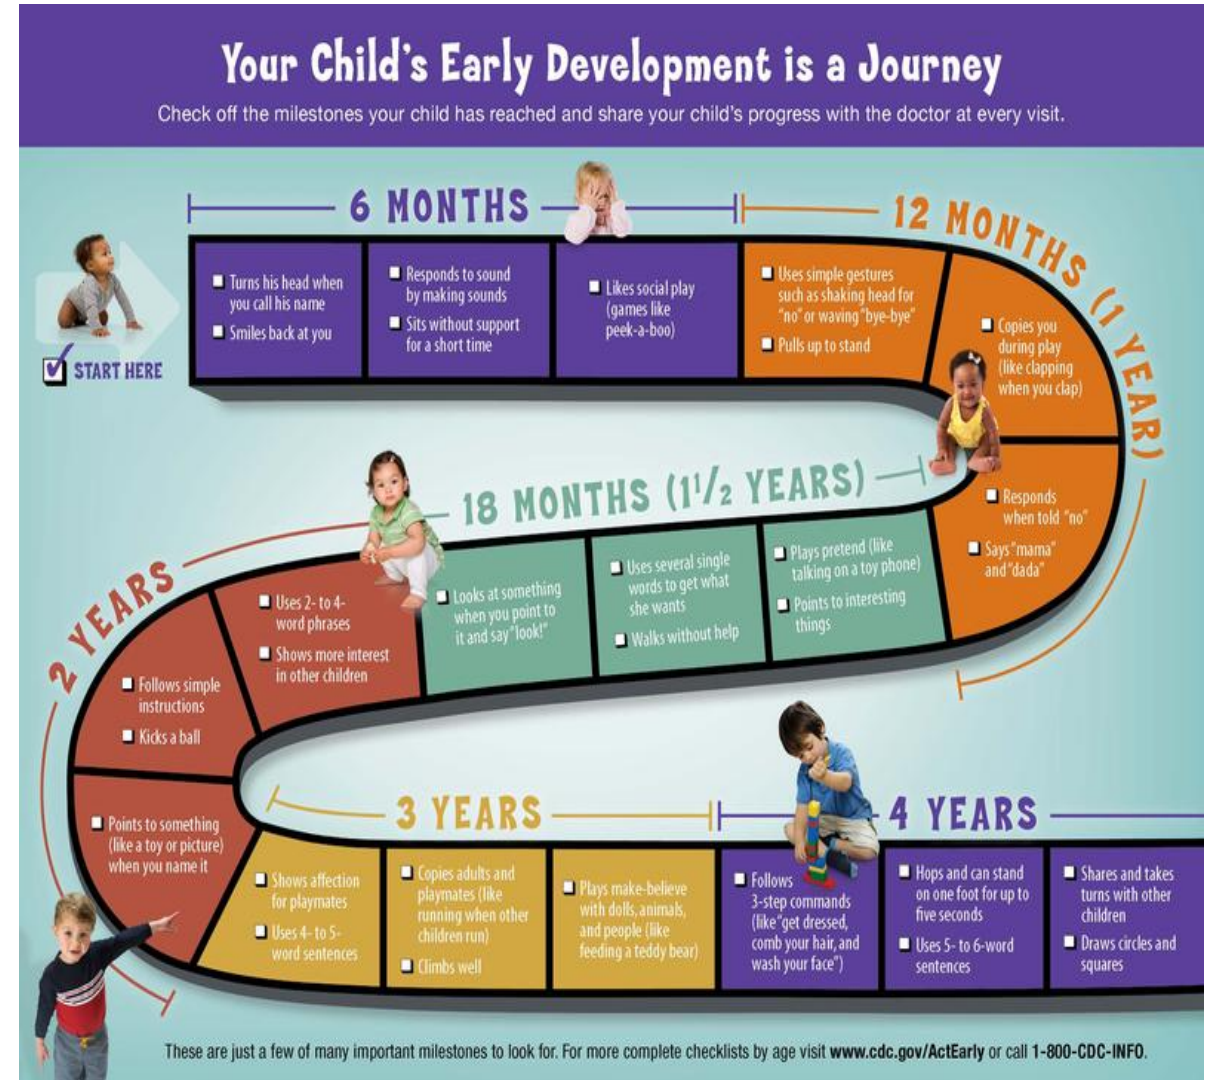 Your Child's Early Development is a Journey
Check off the milestones your child has reached and share your child's progress with the doctor at every visit.
START HERE
6 MONTHS
Turns his head when
you call his name
Smiles back at you
Responds to sound
by making sounds
Sits without support
for a short time
Likes social play
(games like
peek-a-boo)
12 MONTHS (1 YEAR)
Uses simple gestures
such as shaking head for
"no" or waving "bye-bye"
Pulls up to stand
Copies you
during play
(like clapping
when you clap)
Responds
when told "no"
Says "mama"
and "dada"
18 MONTHS (1 1/2 YEARS)
Plays pretend (like
talking on a toy phone)
Points to interesting
things
Uses several single
words to get what
she wants
Walks without help
Looks at something
when you point to
it and say "look!"
2 YEARS
Uses 2- to 4-
word phrases
Shows more interest
in other children
Follows simple
instructions
Kicks a ball
Points to something
(like a toy or picture)
when you name it
3 YEARS
Shows affection
for playmates
Uses 4- to 5-
word sentences
Copies adults and
playmates (like
running when other
children run)
Climbs well
Plays make-believe
with dolls, animals,
and people (like
feeding a teddy bear)
4 YEARS
Follows
3-step commands
(like "get dressed,
comb your hair, and
wash your face")
Hops and can stand
on one foot for up to
five seconds
Uses 5- to 6-word
sentences
Shares and takes
turns with other
children
Draws circles and
squares
These are just a few of many important milestones to look for. For more complete checklists by age visit www.cdc.gov/ActEarly or call 1-800-CDC-INFO.